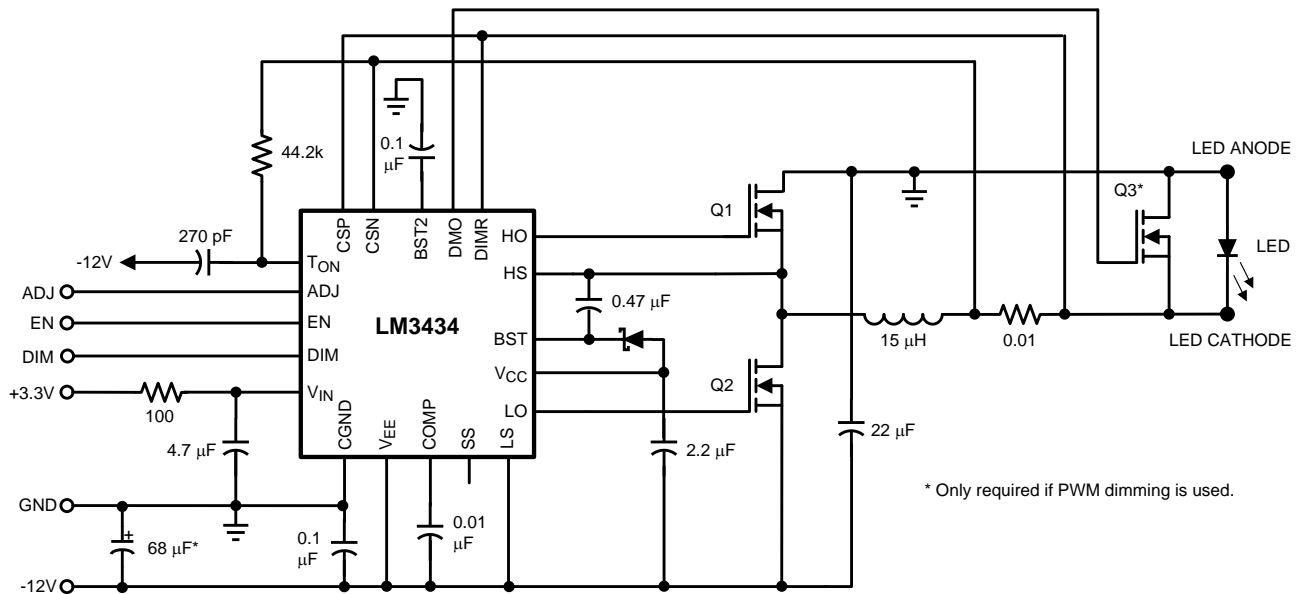 44.2k
0.1
μF
270 pF
-12V
ADJ
EN
DIM
+3.3V
100
4.7 μF
GND
68 μF*
+
-12V
CSP
CSN
BST2
DMO
DIMR
TON
ADJ
EN
DIM
VIN
LM3434
HO
HS
BST
VCC
LO
CGND
VEE
COMP
SS
LS
0.1
μF
0.01
μF
0.47 μF
2.2 μF
Q1
Q2
22 μF
15 μH
0.01
Q3*
LED ANODE
LED
LED CATHODE
* Only required if PWM dimming is used.